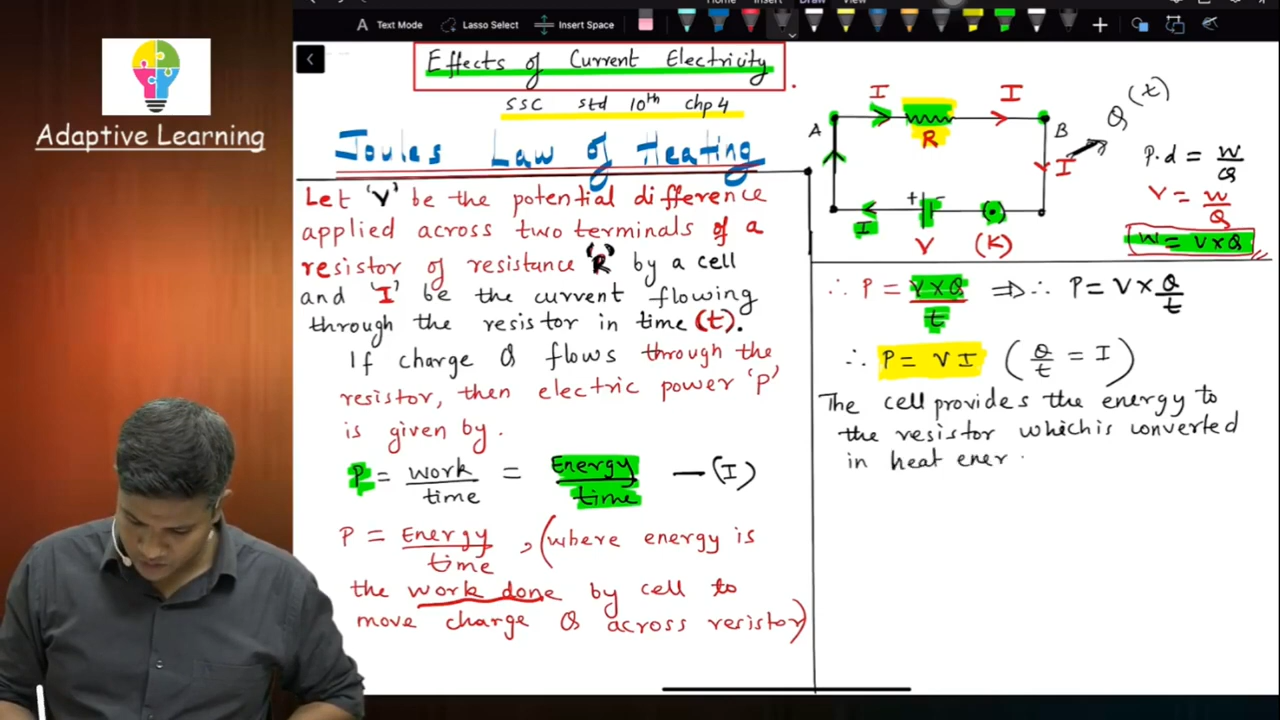 Home Insert Draw View
Text Mode Lasso Select Insert Space
Adaptive Learning
Effects of Current Electricity
SSC std 10th chp 4
Joules Law of Heating
Let 'V' be the potential difference
applied across two terminals of a
resistor of resistance 'R' by a cell
and 'I' be the current flowing
through the resistor in time (t).
If charge Q flows through the
resistor, then electric power 'P'
is given by.
P = work/time = Energy/time — (I)
P = Energy/time, (where energy is
the work done by cell to
move charge Q across resistor)
I I Q(t)
A R B
I
I + - V (K)
P.d = W/Q
V = W/Q
W = V x Q
∴ P = V x Q/t ⇒ ∴ P = V x Q/t
∴ P = VI (Q/t = I)
The cell provides the energy to
the resistor which is converted
in heat ener